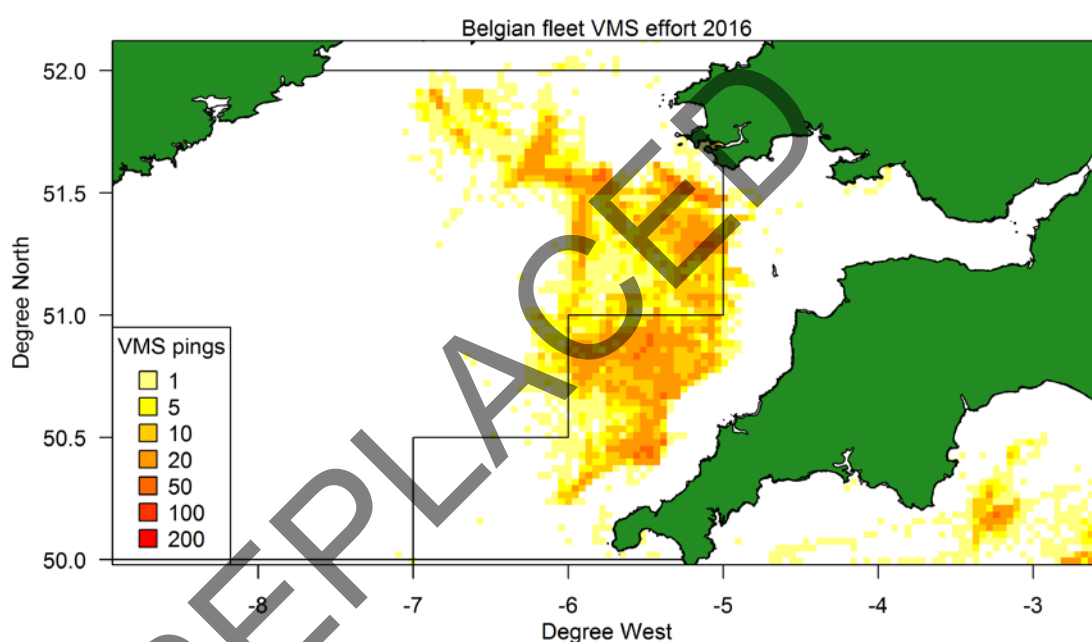 Belgian fleet VMS effort 2016
52.0
51.5
51.0
50.5
50.0
Degree North
VMS pings
1
5
10
20
50
100
200
-8 -7 -6 -5 -4 -3
Degree West
REPLACED